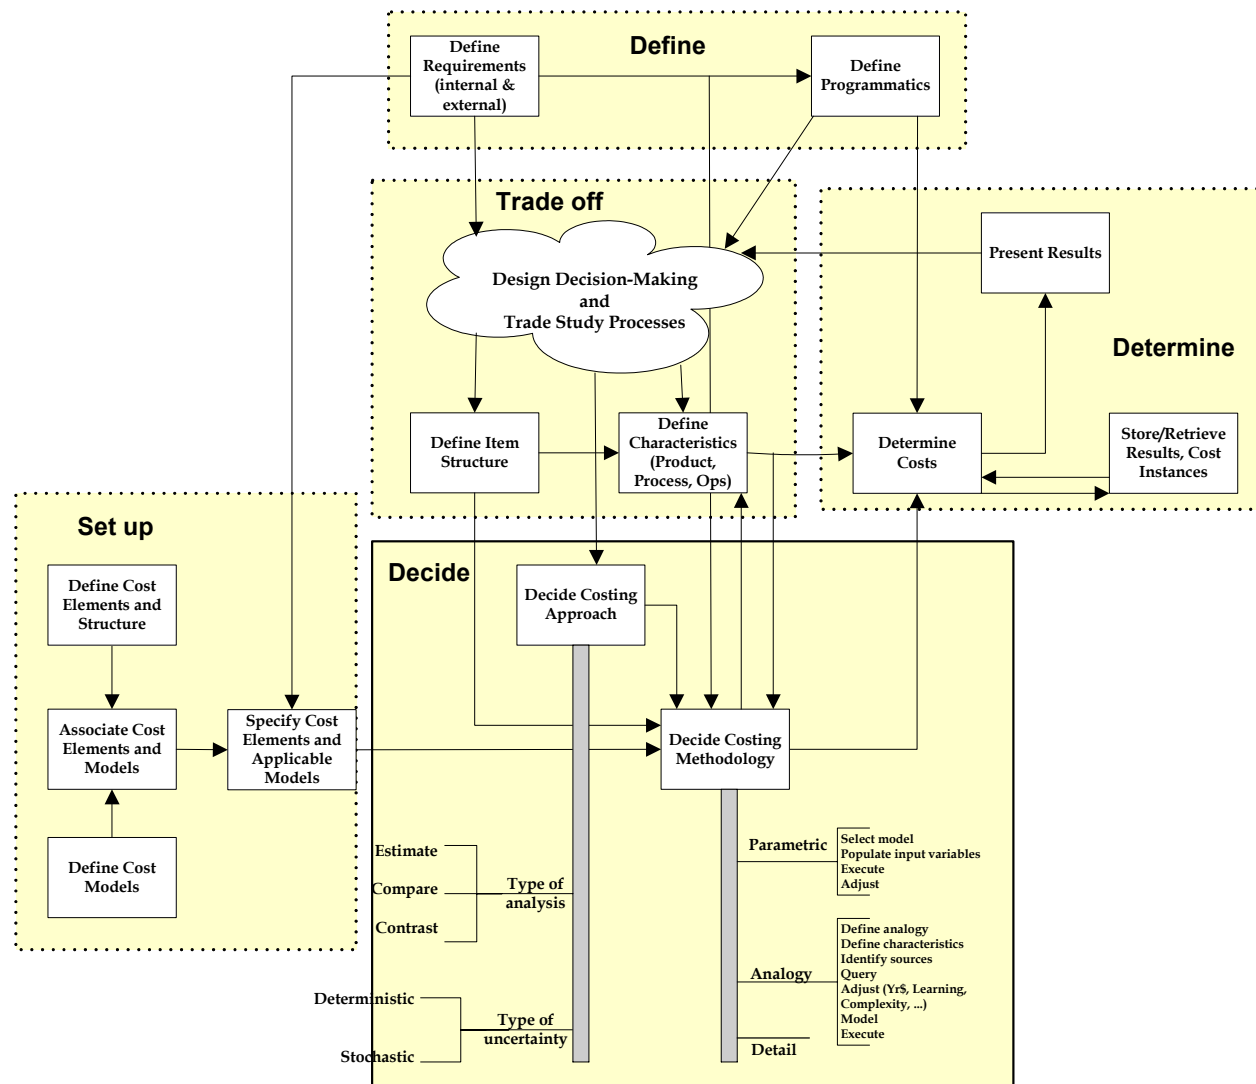 Define
Define
Requirements
(internal &
external)
Define
Programmatics
Trade off
Design Decision-Making
and
Trade Study Processes
Present Results
Determine
Define Item
Structure
Define
Characteristics
(Product,
Process, Ops)
Determine
Costs
Store/Retrieve
Results, Cost
Instances
Set up
Define Cost
Elements and
Structure
Associate Cost
Elements and
Models
Specify Cost
Elements and
Applicable
Models
Define Cost
Models
Decide
Decide Costing
Approach
Decide Costing
Methodology
Estimate
Compare
Contrast
Type of
analysis
Deterministic
Stochastic
Type of
uncertainty
Parametric
Select model
Populate input variables
Execute
Adjust
Analogy
Define analogy
Define characteristics
Identify sources
Query
Adjust (Yr$, Learning,
Complexity, ...)
Model
Execute
Detail